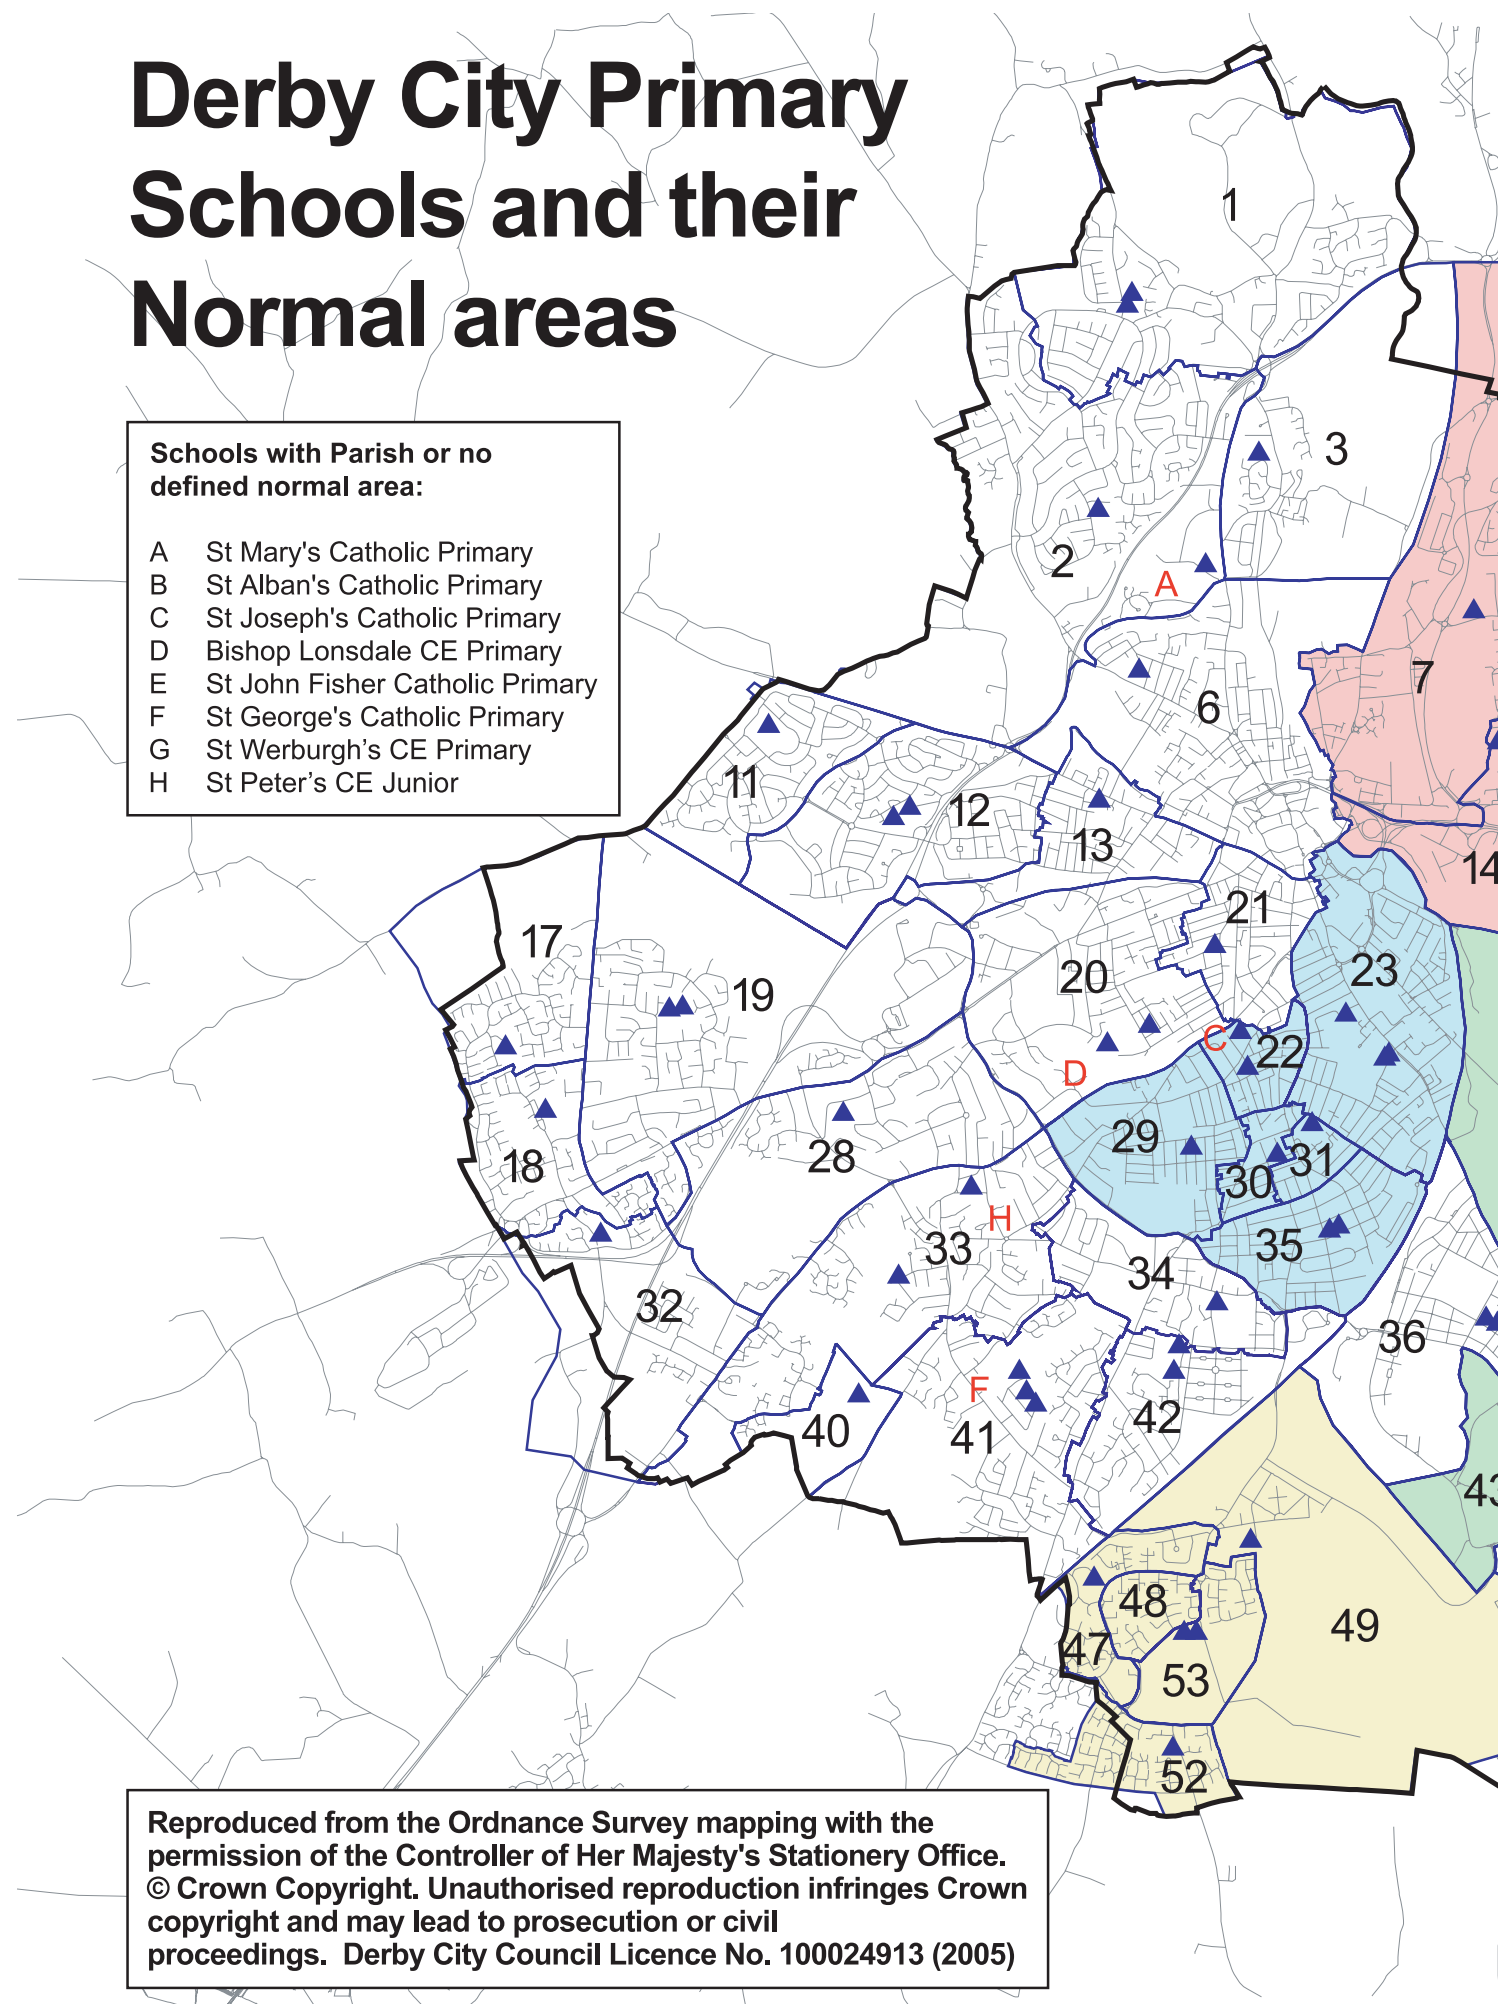 Derby City Primary
Schools and their
Normal areas
Schools with Parish or no
defined normal area:
A St Mary's Catholic Primary
B St Alban's Catholic Primary
C St Joseph's Catholic Primary
D Bishop Lonsdale CE Primary
E St John Fisher Catholic Primary
F St George's Catholic Primary
G St Werburgh’s CE Primary
H St Peter’s CE Junior
1
3
2
A
7
6
11
12
13
14
21
17
23
20
19
C
22
D
29
28
31
18
30
H
33
35
34
32
36
F
42
40
41
43
48
49
47
53
52
Reproduced from the Ordnance Survey mapping with the
permission of the Controller of Her Majesty's Stationery Office.
© Crown Copyright. Unauthorised reproduction infringes Crown
copyright and may lead to prosecution or civil
proceedings. Derby City Council Licence No. 100024913 (2005)